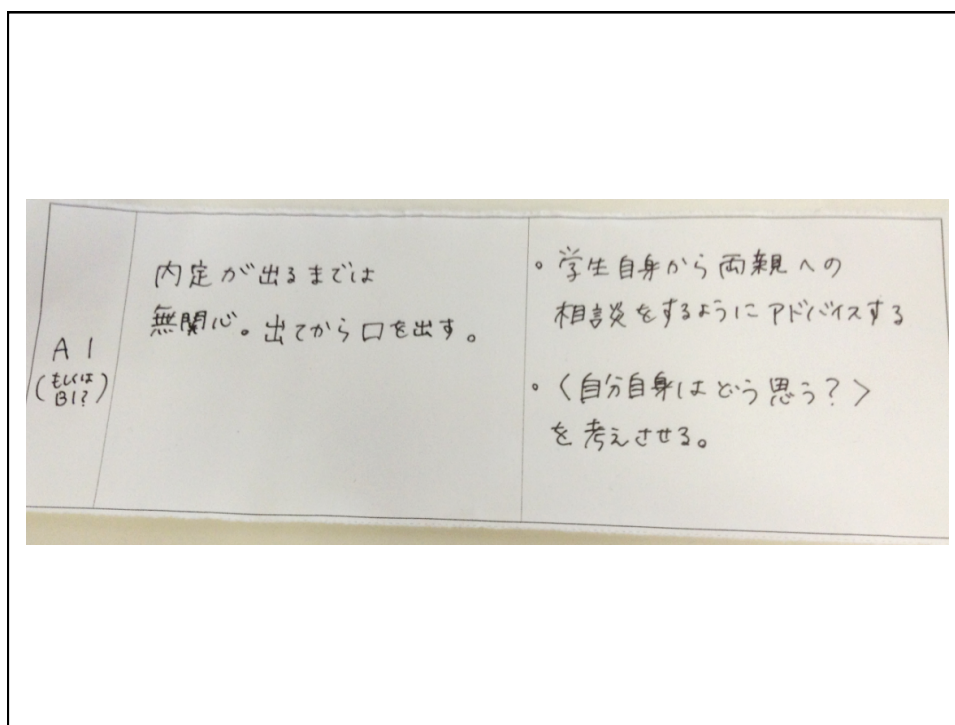 A1
(もしくは
B1?)
内定が出るまでは
無関心。出てから口を出す。
。学生自身から両親への
相談をするようにアドバイスする
・〈自分自身はどう思う?〉
を考えさせる。